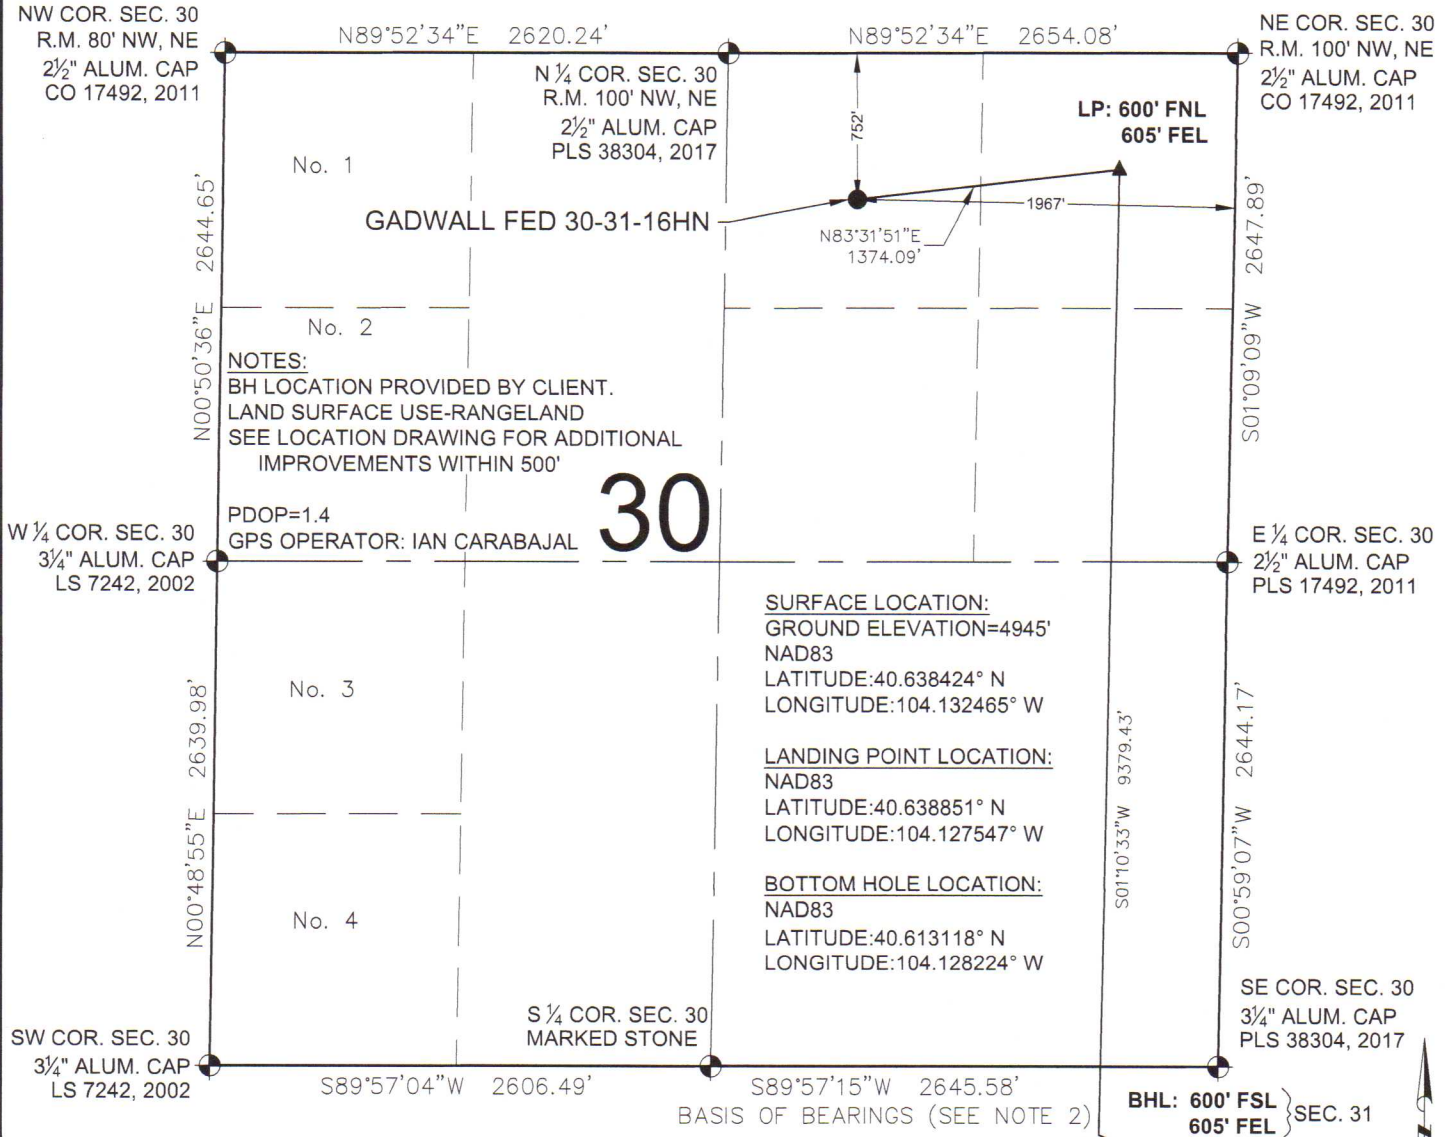 NW COR. SEC. 30
R.M. 80' NW, NE
2½" ALUM. CAP
CO 17492, 2011
N89°52'34"E 2620.24'
N ¼ COR. SEC. 30
R.M. 100' NW, NE
2½" ALUM. CAP
PLS 38304, 2017
N89°52'34"E 2654.08'
NE COR. SEC. 30
R.M. 100' NW, NE
2½" ALUM. CAP
CO 17492, 2011
LP: 600' FNL
605' FEL
752'
No. 1
GADWALL FED 30-31-16HN
1967'
N83°31'51"E
1374.09'
N00°50'36"E 2644.65'
S01°09'09"W 2647.89'
No. 2
NOTES:
BH LOCATION PROVIDED BY CLIENT.
LAND SURFACE USE-RANGELAND
SEE LOCATION DRAWING FOR ADDITIONAL
IMPROVEMENTS WITHIN 500'
PDOP=1.4
GPS OPERATOR: IAN CARABAJAL
30
W ¼ COR. SEC. 30
3¼" ALUM. CAP
LS 7242, 2002
E ¼ COR. SEC. 30
2½" ALUM. CAP
PLS 17492, 2011
SURFACE LOCATION:
GROUND ELEVATION=4945'
NAD83
LATITUDE:40.638424° N
LONGITUDE:104.132465° W
LANDING POINT LOCATION:
NAD83
LATITUDE:40.638851° N
LONGITUDE:104.127547° W
BOTTOM HOLE LOCATION:
NAD83
LATITUDE:40.613118° N
LONGITUDE:104.128224° W
No. 3
No. 4
N00°48'55"E 2639.98'
S01°10'33"W 9379.43'
S00°59'07"W 2644.17'
SW COR. SEC. 30
3¼" ALUM. CAP
LS 7242, 2002
S ¼ COR. SEC. 30
MARKED STONE
SE COR. SEC. 30
3¼" ALUM. CAP
PLS 38304, 2017
S89°57'04"W 2606.49'
S89°57'15"W 2645.58'
BASIS OF BEARINGS (SEE NOTE 2)
BHL: 600' FSL
605' FEL
SEC. 31